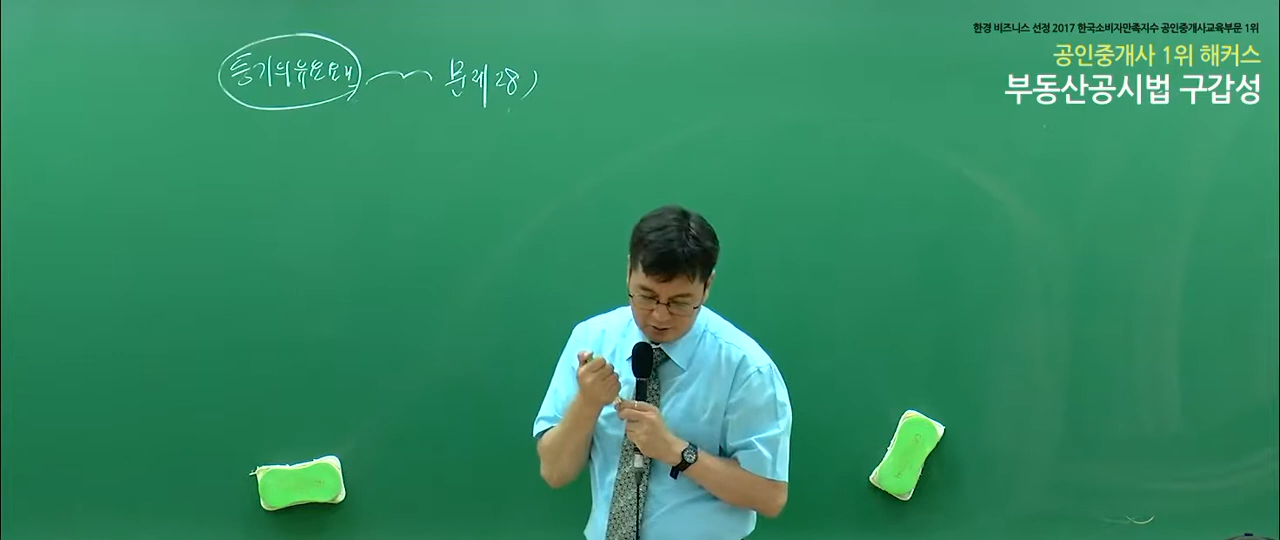 한경 비즈니스 선정 2017 한국소비자만족지수 공인중개사교육부문 1위
공인중개사 1위 해커스
부동산공시법 구갑성
등기의유효요건 문제 28)